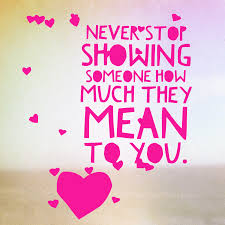 NEVER STOP
SHOWING
SOMEONE HOW
MUCH THEY
MEAN
TO YOU.